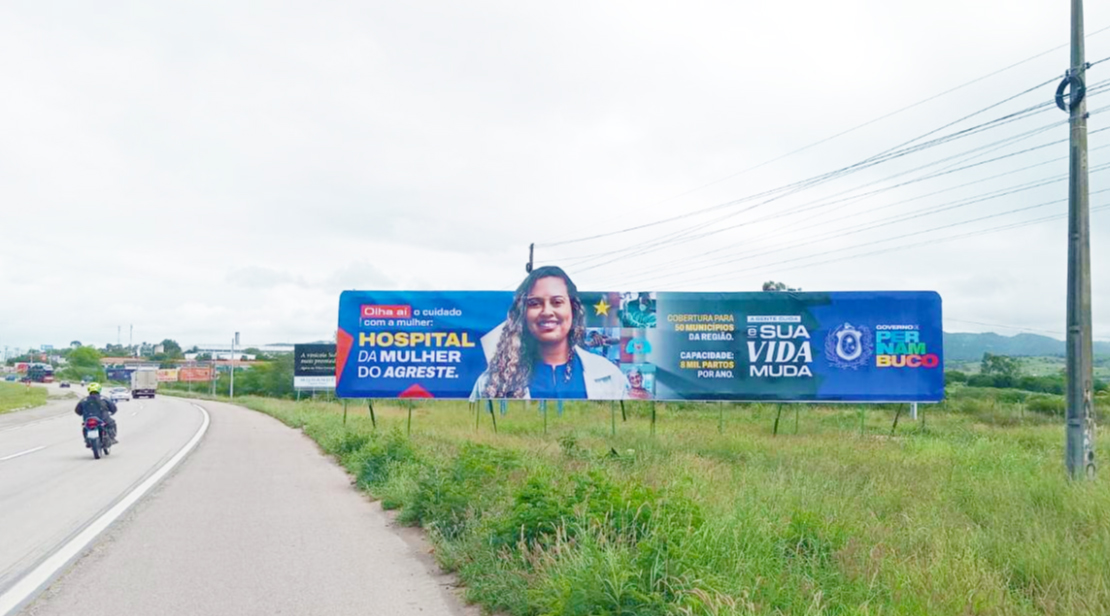 Olha aí o cuidado
com a mulher:
HOSPITAL
DA MULHER
DO AGRESTE.
COBERTURA PARA
50 MUNICÍPIOS
DA REGIÃO.
CAPACIDADE:
8 MIL PARTOS
POR ANO.
A GENTE CUIDA
E SUA
VIDA
MUDA
GOVERNO DE
PER
NAM
BUCO